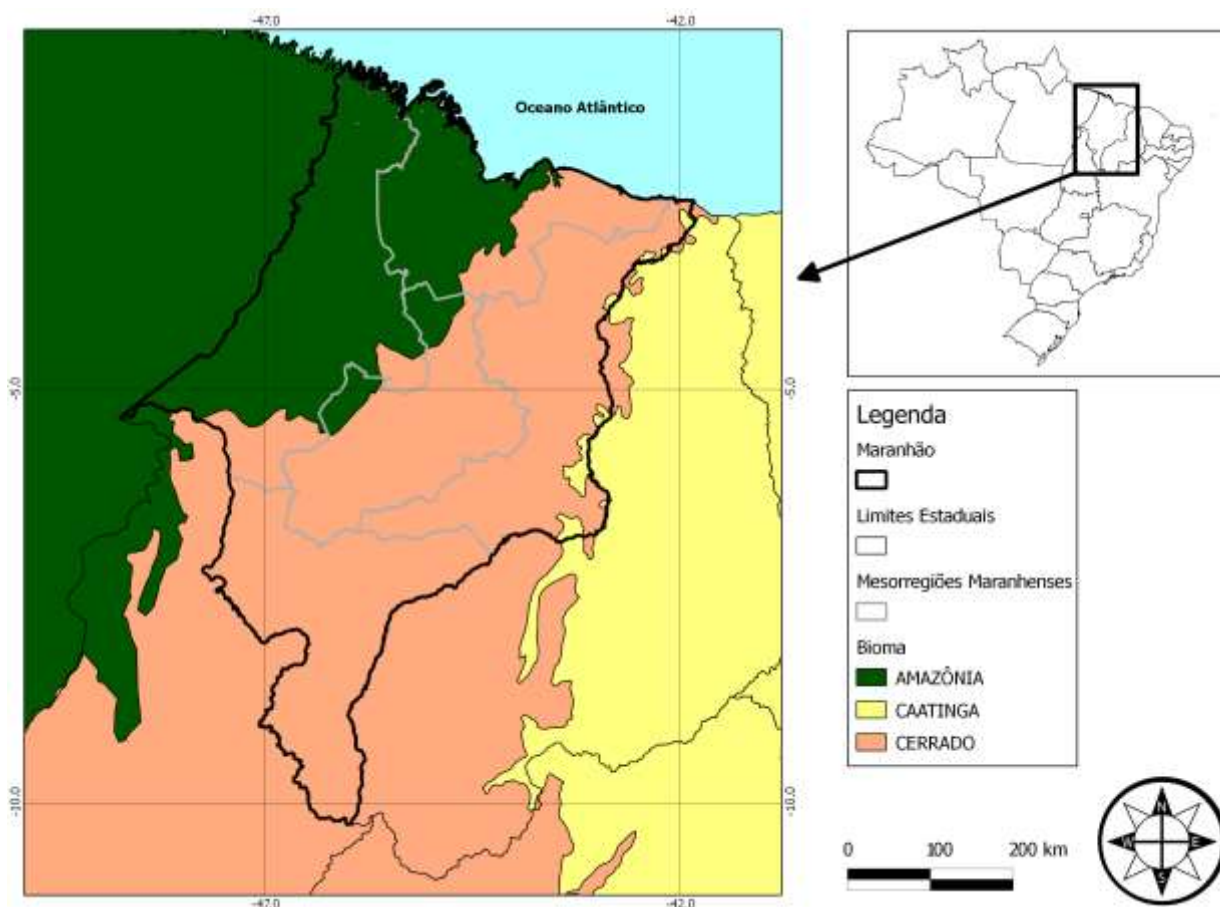 -47.0
-42.0
Oceano Atlântico
-5.0
-5.0
-10.0
-10.0
-47.0
-42.0
Legenda
Maranhão
Limites Estaduais
Mesorregiões Maranhenses
Bioma
AMAZÔNIA
CAATINGA
CERRADO
0 100 200 km
N
W E
S